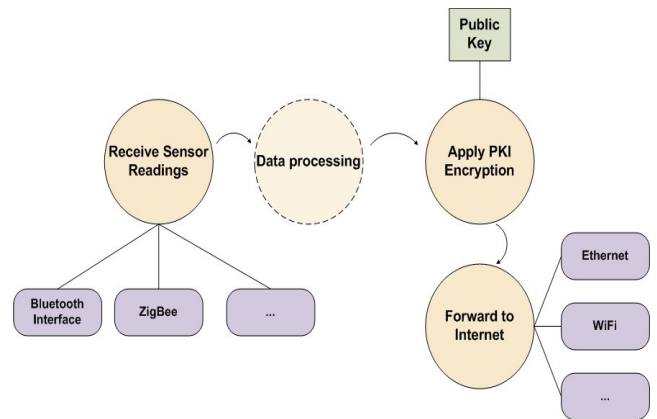 Public
Key
Receive Sensor
Readings
Data processing
Apply PKI
Encryption
Bluetooth
Interface
ZigBee
...
Forward to
Internet
Ethernet
WiFi
...